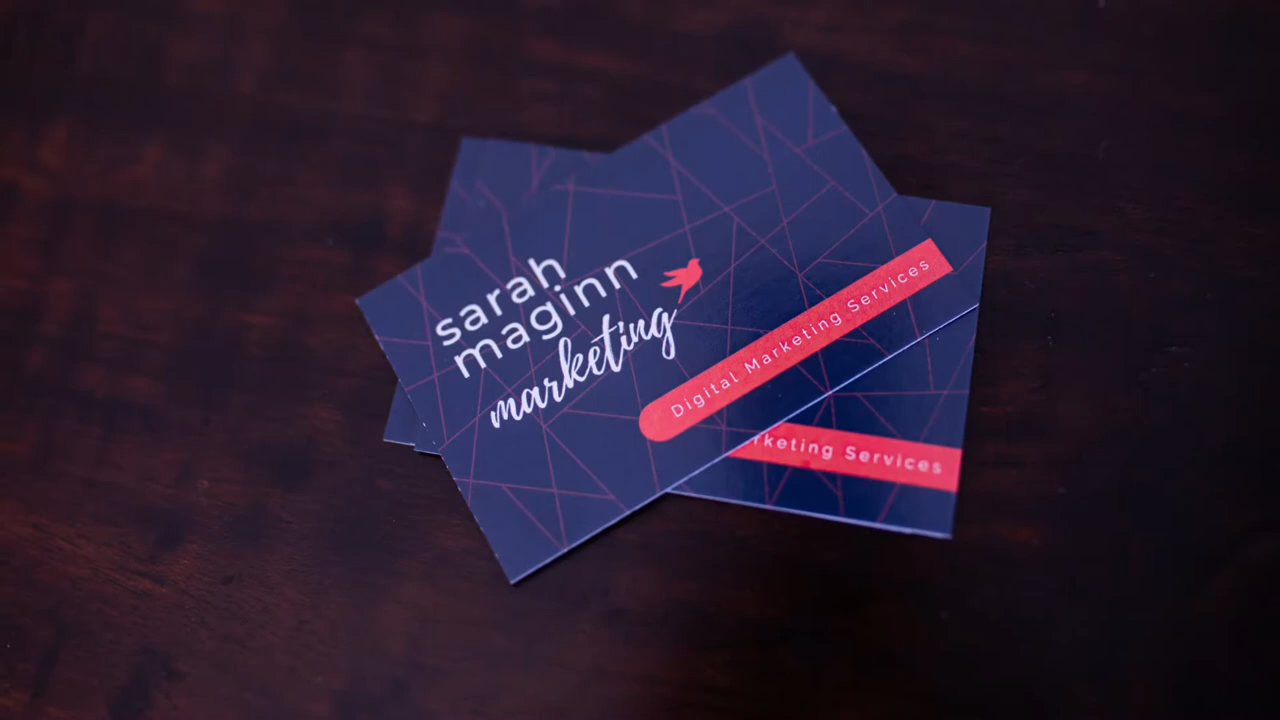 sarah
maginn
marketing
Digital Marketing Services
rketing Services